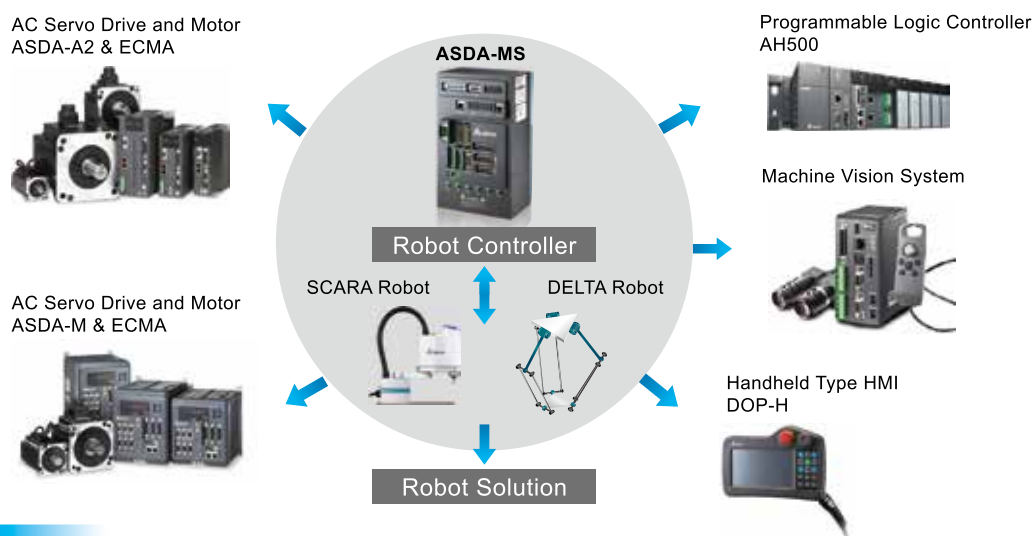 AC Servo Drive and Motor
ASDA-A2 & ECMA
ASDA-MS
Programmable Logic Controller
AH500
Machine Vision System
Robot Controller
SCARA Robot
DELTA Robot
AC Servo Drive and Motor
ASDA-M & ECMA
Handheld Type HMI
DOP-H
Robot Solution